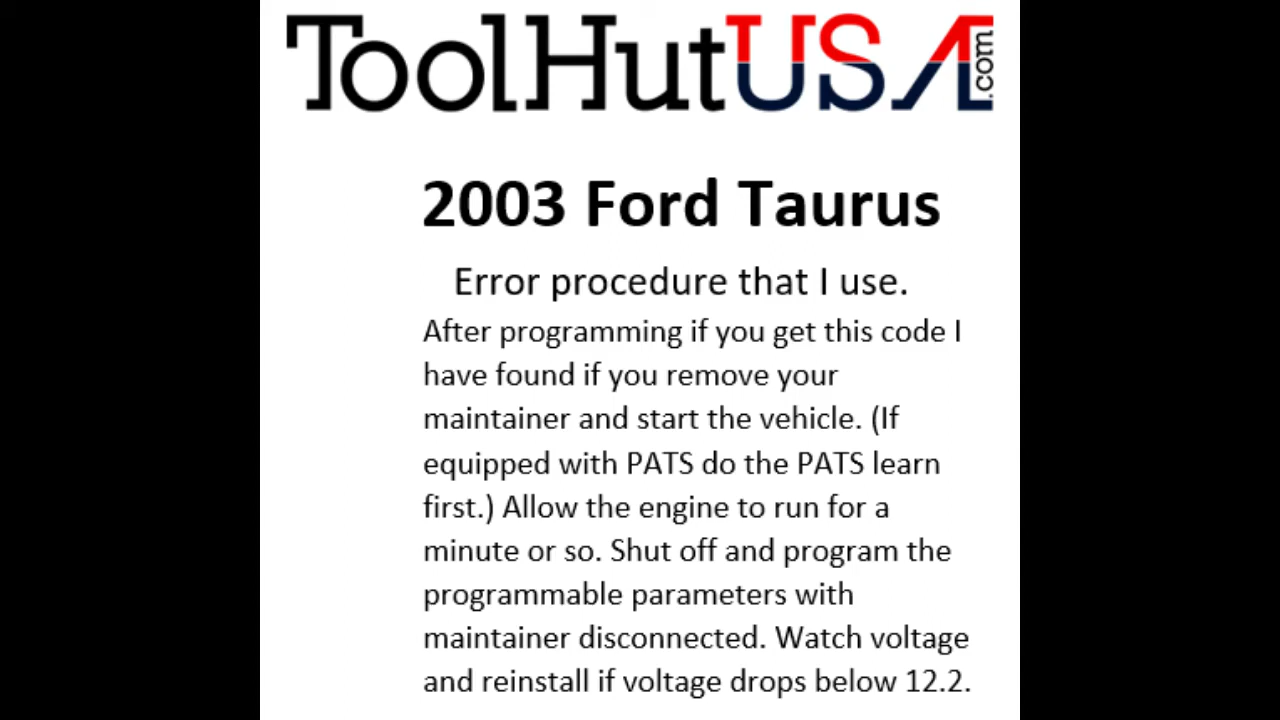 ToolHutUSA.com
2003 Ford Taurus
Error procedure that I use.
After programming if you get this code I
have found if you remove your
maintainer and start the vehicle. (If
equipped with PATS do the PATS learn
first.) Allow the engine to run for a
minute or so. Shut off and program the
programmable parameters with
maintainer disconnected. Watch voltage
and reinstall if voltage drops below 12.2.